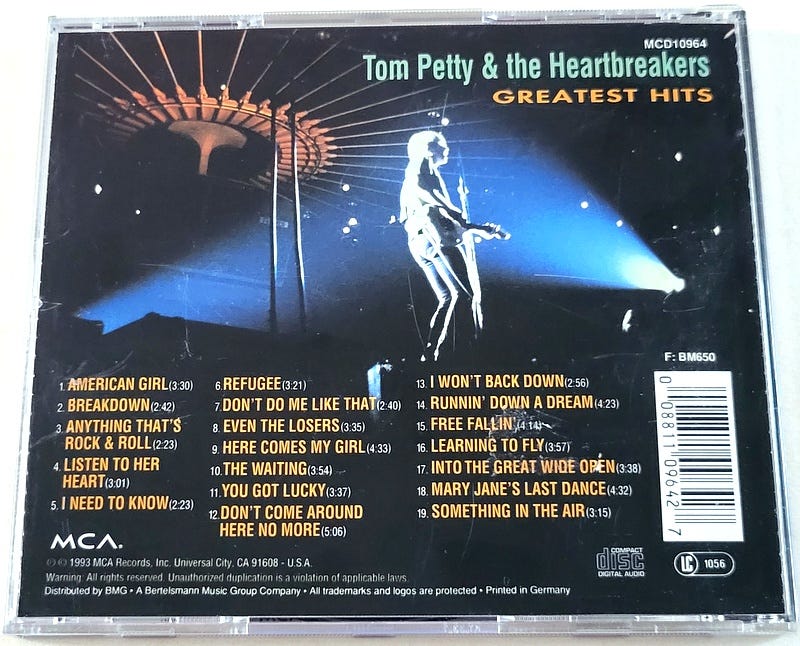 MCD10964
Tom Petty & the Heartbreakers
GREATEST HITS
F: BM650
1. AMERICAN GIRL(3:30)
2. BREAKDOWN(2:42)
3. ANYTHING THAT'S
ROCK & ROLL(2:23)
4. LISTEN TO HER
HEART(3:01)
5. I NEED TO KNOW(2:23)
6. REFUGEE(3:21)
7. DON'T DO ME LIKE THAT(2:40)
8. EVEN THE LOSERS(3:35)
9. HERE COMES MY GIRL(4:33)
10. THE WAITING(3:54)
11. YOU GOT LUCKY(3:37)
12. DON'T COME AROUND
HERE NO MORE(5:06)
13. I WON'T BACK DOWN(2:56)
14. RUNNIN' DOWN A DREAM(4:23)
15. FREE FALLIN'(4:14)
16. LEARNING TO FLY(3:57)
17. INTO THE GREAT WIDE OPEN(3:38)
18. MARY JANE'S LAST DANCE(4:32)
19. SOMETHING IN THE AIR(3:15)
0 08811 09642 7
MCA.
℗ © 1993 MCA Records, Inc. Universal City, CA 91608 - U.S.A.
Warning: All rights reserved. Unauthorized duplication is a violation of applicable laws.
Distributed by BMG • A Bertelsmann Music Group Company • All trademarks and logos are protected • Printed in Germany
COMPACT
disc
DIGITAL AUDIO
LC 1056